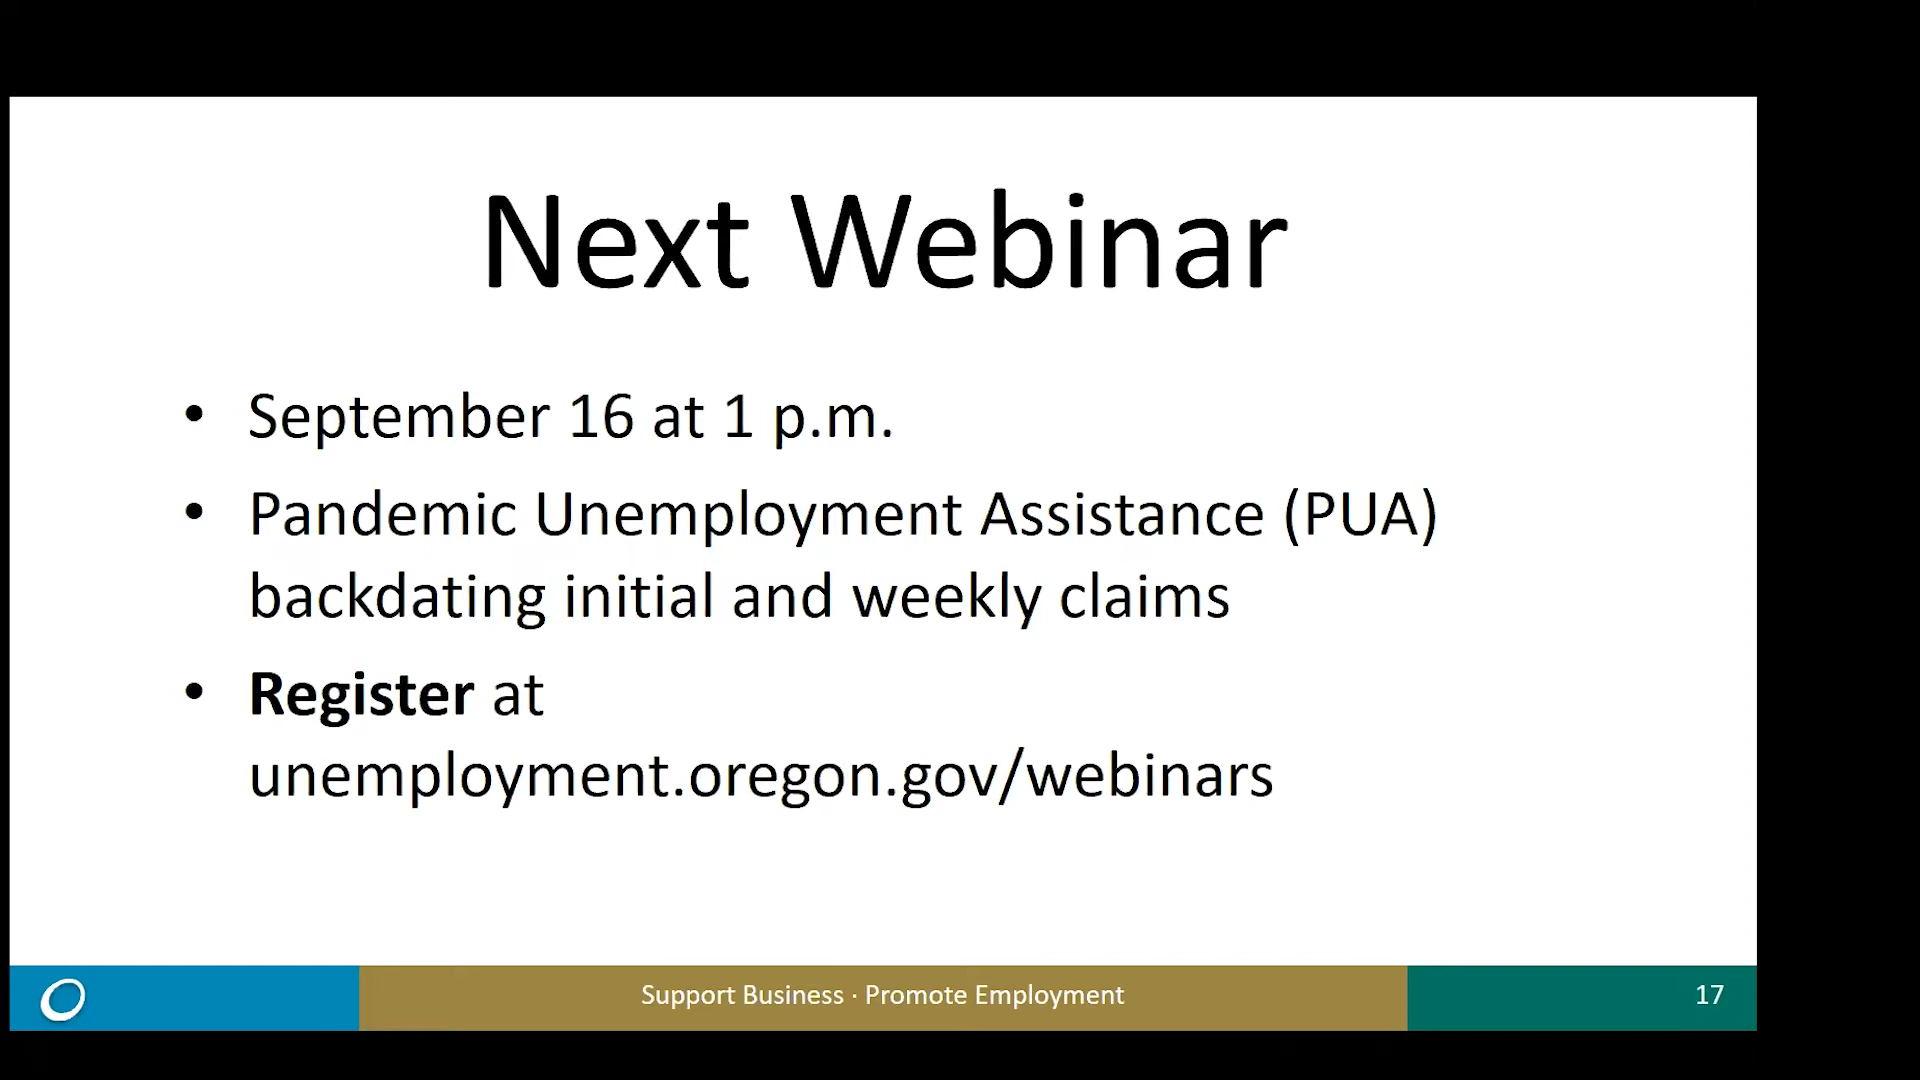 Next Webinar
• September 16 at 1 p.m.
• Pandemic Unemployment Assistance (PUA)
backdating initial and weekly claims
• Register at
unemployment.oregon.gov/webinars
Support Business · Promote Employment
17